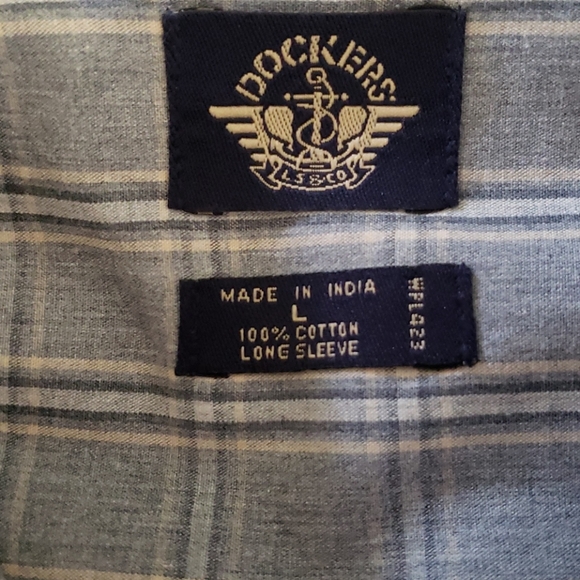 DOCKERS
LS&CO
MADE IN INDIA
L
100% COTTON
LONG SLEEVE
WPL423